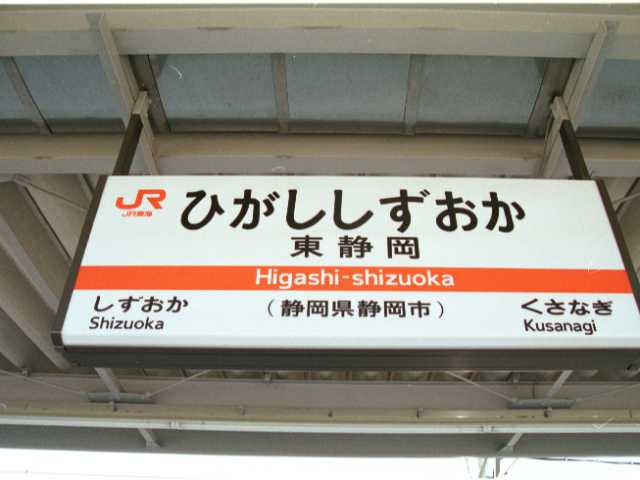 JR
JR東海
ひがししずおか
東静岡
Higashi-shizuoka
しずおか
Shizuoka
(静岡県静岡市)
くさなぎ
Kusanagi